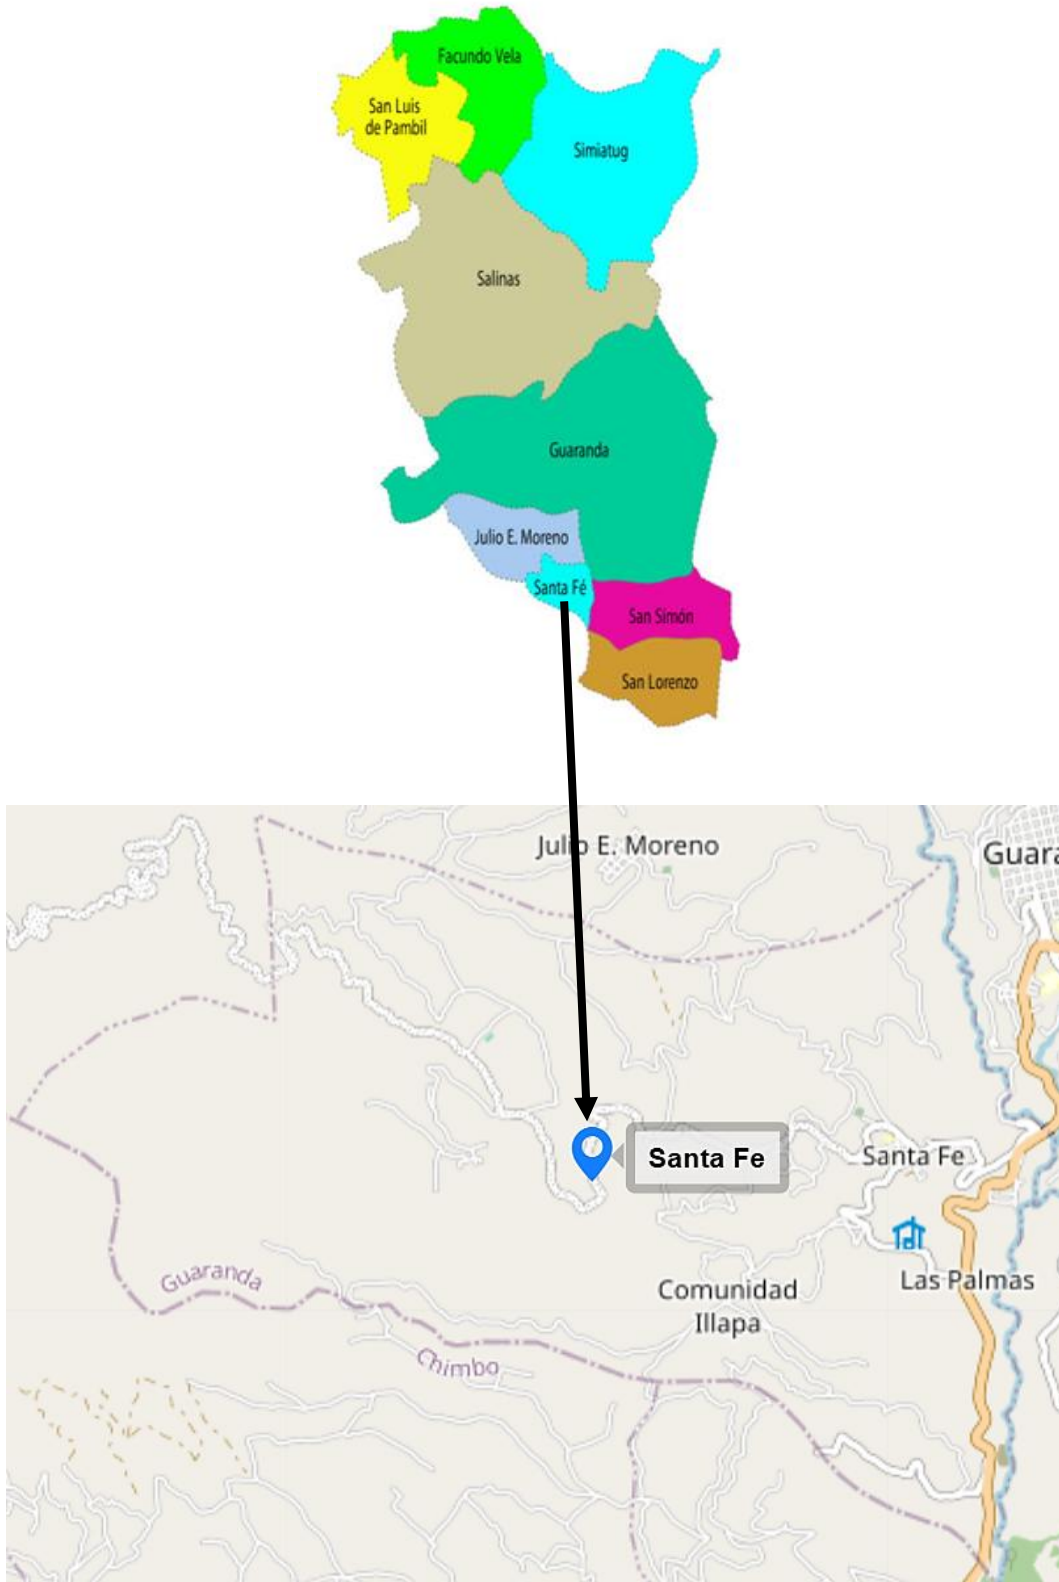 Facundo Vela
San Luis
de Pambil
Simiatug
Salinas
Guaranda
Julio E. Moreno
Santa Fé
San Simón
San Lorenzo
Julio E. Moreno
Guara
Santa Fe
Santa Fe
Las Palmas
Guaranda
Comunidad
Illapa
Chimbo